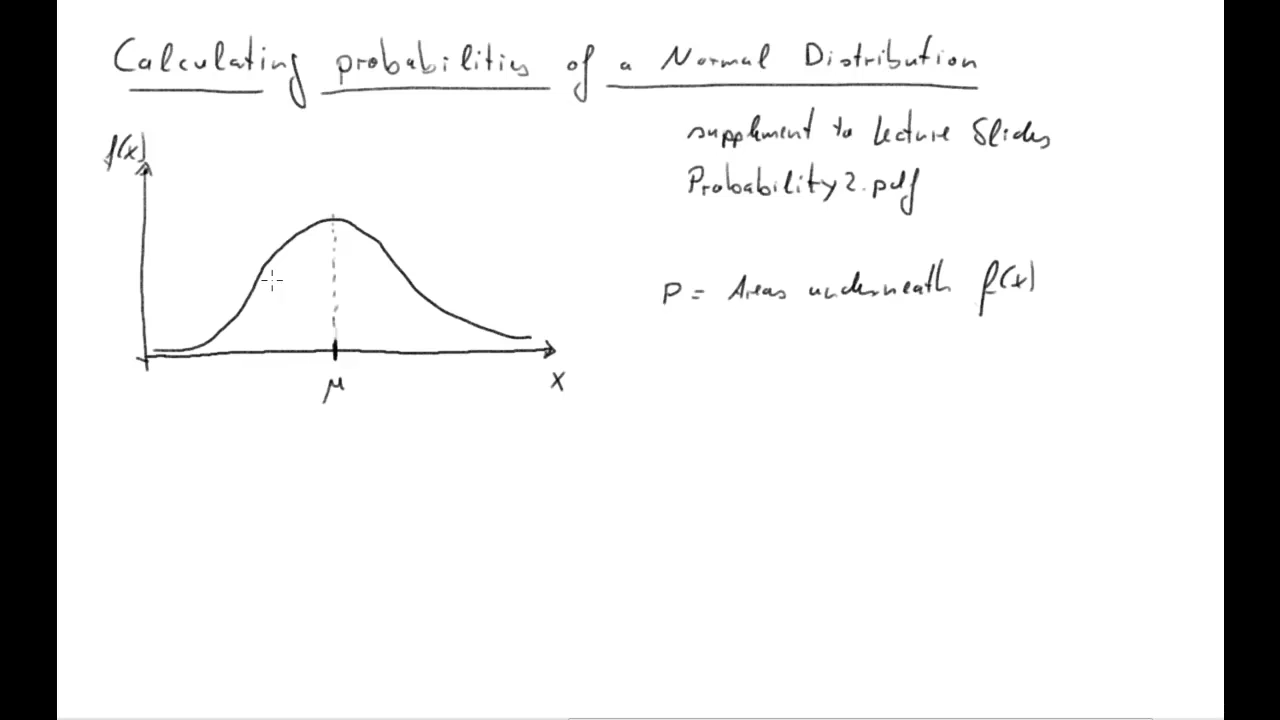 Calculating probabilities of a Normal Distribution
supplement to Lecture Slides
Probability2.pdf
f(x)
P = Areas underneath f(x)
μ
x